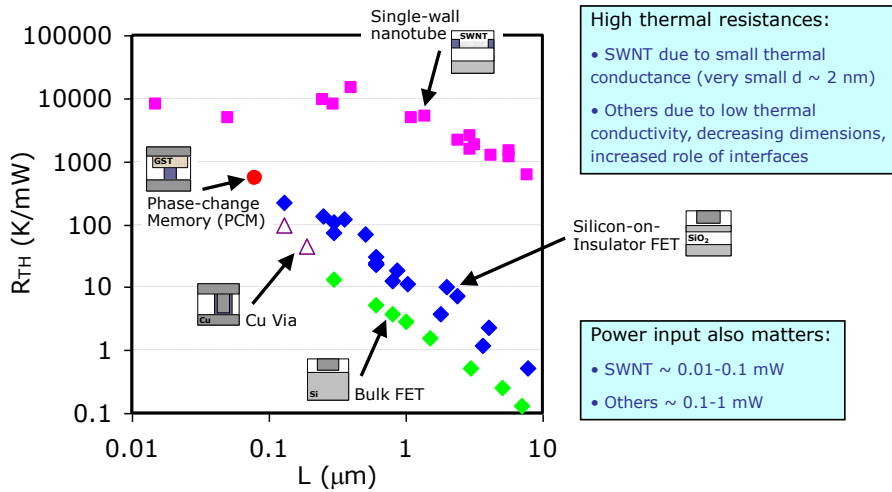 Single-wall
nanotube
SWNT
100000
10000
1000
100
10
1
0.1
R_TH (K/mW)
GST
Phase-change
Memory (PCM)
Cu
Cu Via
Si
Bulk FET
Silicon-on-
Insulator FET
SiO₂
0.01
0.1
1
10
L (μm)
High thermal resistances:
• SWNT due to small thermal
conductance (very small d ~ 2 nm)
• Others due to low thermal
conductivity, decreasing dimensions,
increased role of interfaces
Power input also matters:
• SWNT ~ 0.01-0.1 mW
• Others ~ 0.1-1 mW